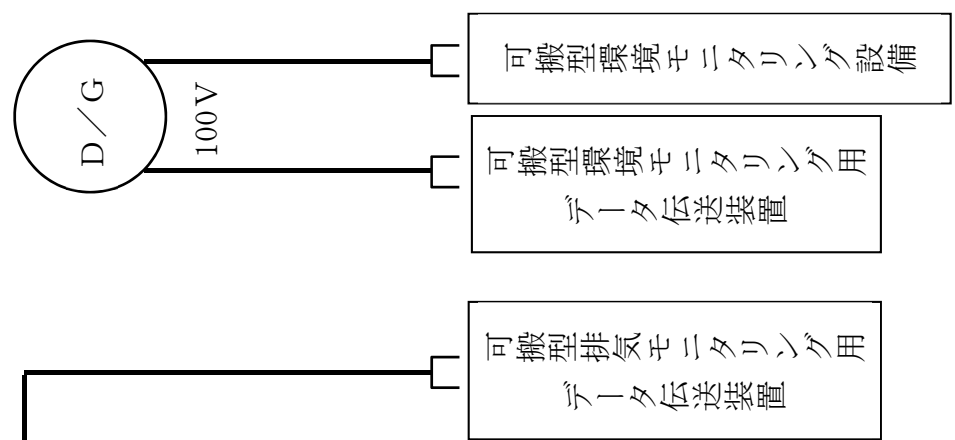 D／G
100V
可搬型環境モニタリング設備
可搬型環境モニタリング用
データ伝送装置
可搬型排気モニタリング用
データ伝送装置